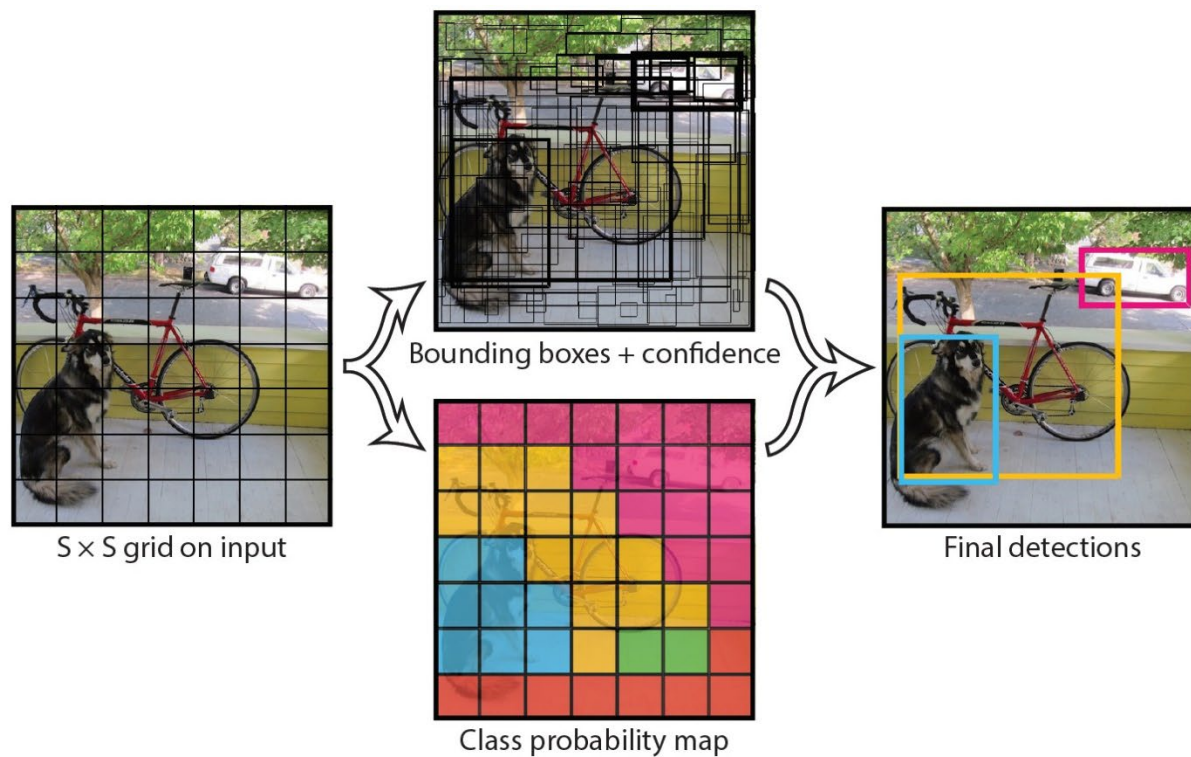 Bounding boxes + confidence
S × S grid on input
Final detections
Class probability map